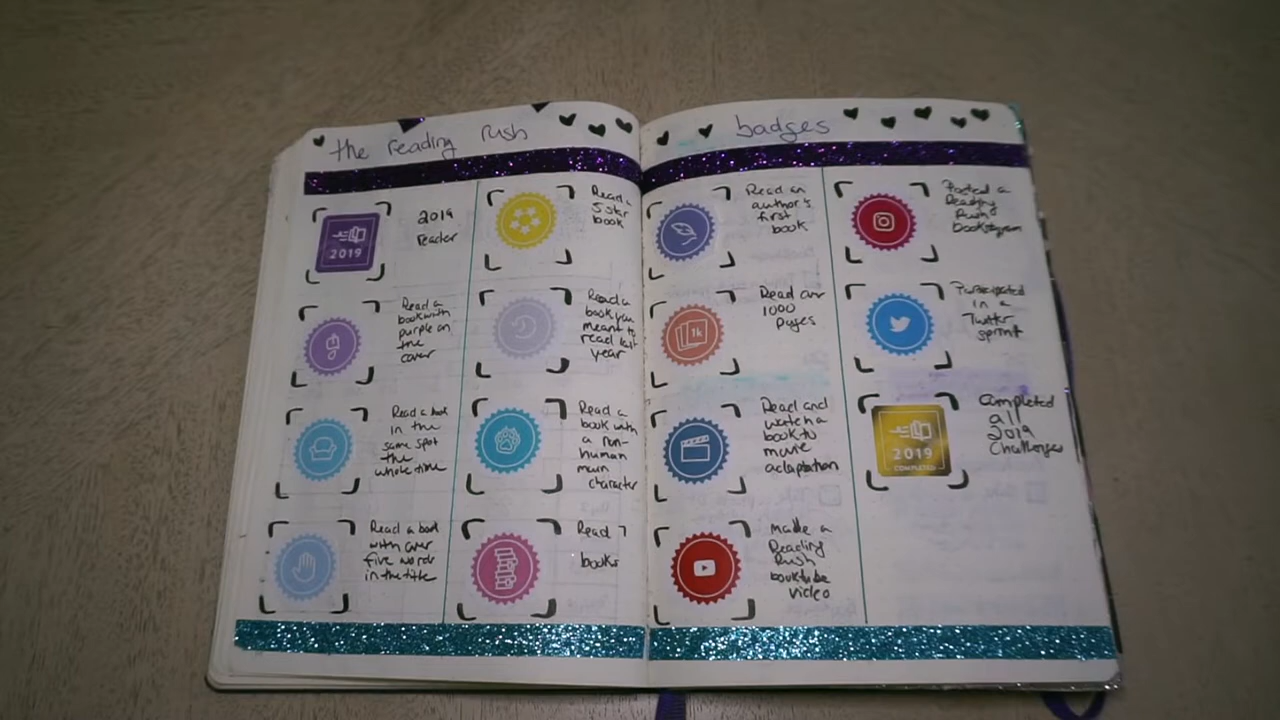 the reading rush
badges
2019
2019
reader
Read a
book with
purple on
the
cover
Read a book
in the
same spot
the
whole time
Read a book
with over
five words
in the title
Read a
5 star
book
Read a
book you
meant to
read last
year
Read a
book with
a non-
human
main
character
Read 7
books
Read an
author's
first
book
1k
Read over
1000
pages
Read and
watch a
book to
movie
adaptation
made a
Reading
Rush
booktube
video
Posted a
Reading
Rush
bookstagram
Participated
in a
Twitter
sprint
2019
COMPLETED
Completed
all
2019
Challenges